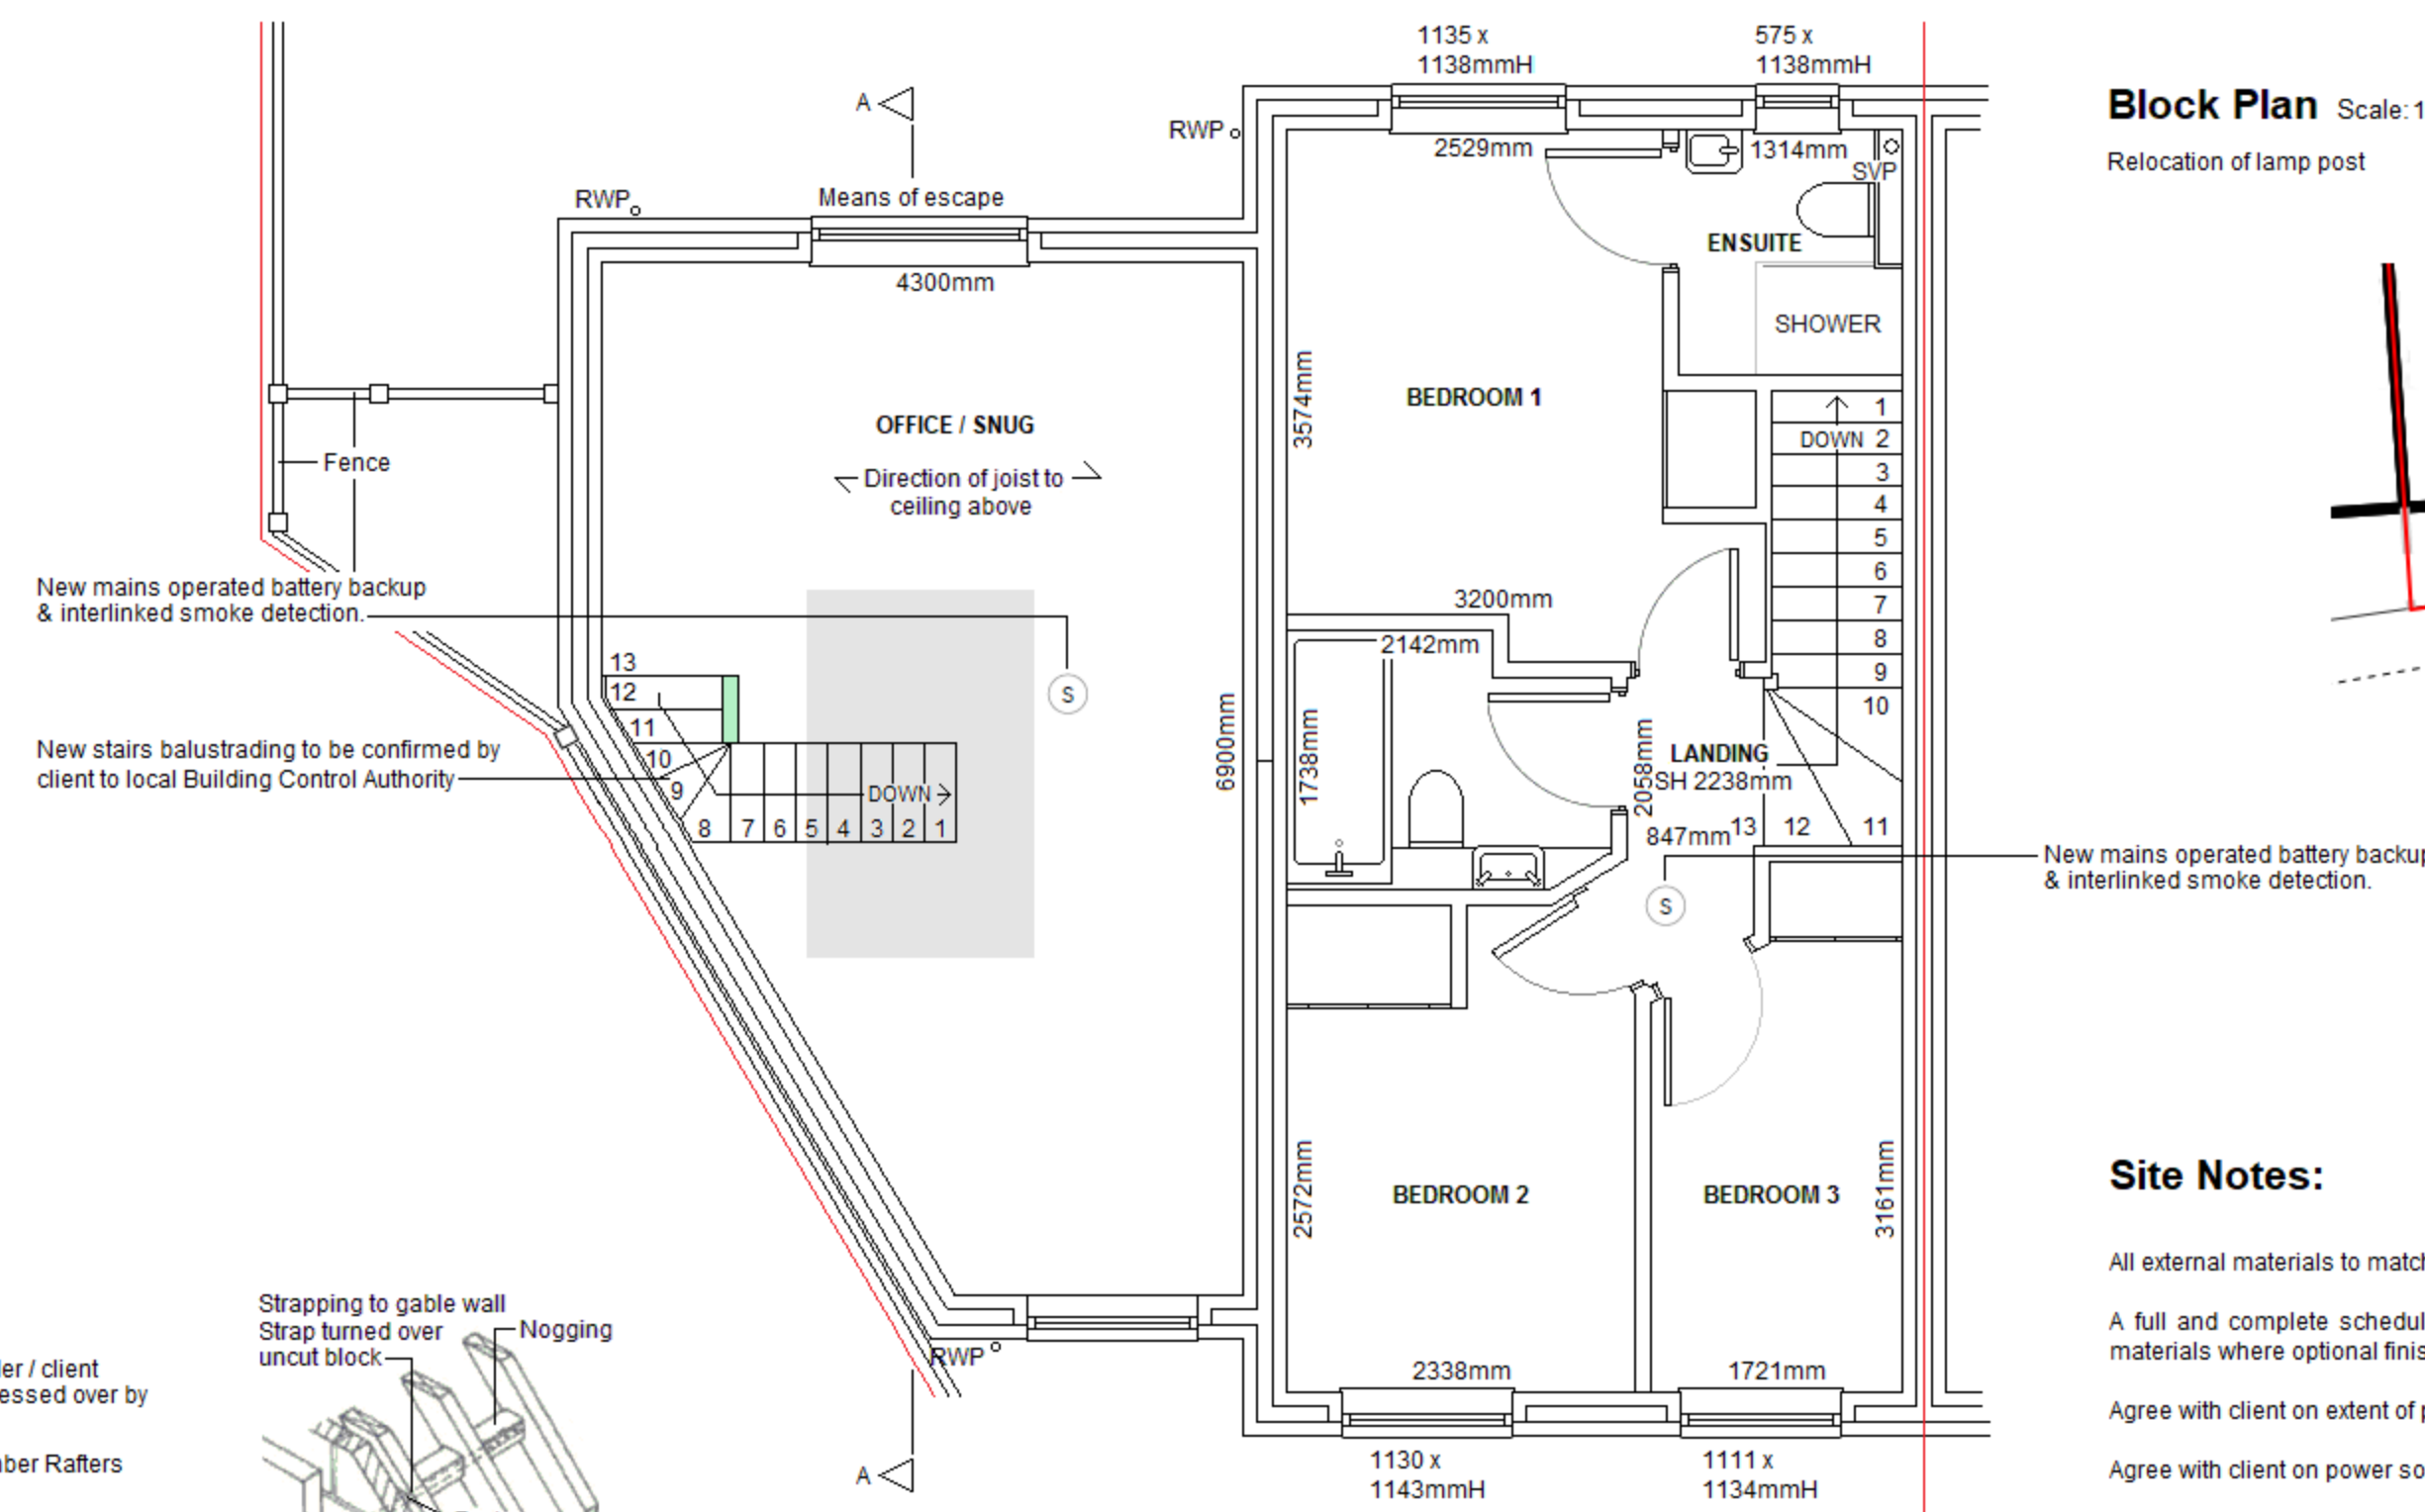 1135 x
1138mmH
575 x
1138mmH
A
RWP
Block Plan Scale: 1
2529mm
1314mm
SVP
Relocation of lamp post
RWP
Means of escape
ENSUITE
4300mm
SHOWER
3574mm
BEDROOM 1
OFFICE / SNUG
Direction of joist to
ceiling above
Fence
1
DOWN 2
3
4
5
6
7
8
9
10
11
12
13
New mains operated battery backup
& interlinked smoke detection.
3200mm
2142mm
S
13
12
11
10
9
8 7 6 5 4 3 2 1
DOWN
6900mm
1738mm
2058mm
LANDING
SH 2238mm
847mm
New stairs balustrading to be confirmed by
client to local Building Control Authority
New mains operated battery backup
& interlinked smoke detection.
S
2572mm
BEDROOM 2
BEDROOM 3
3161mm
Site Notes:
All external materials to match
A full and complete
materials where optional
Agree with client on extent of
Agree with client on power
Strapping to gable wall
Strap turned over
uncut block
Nogging
RWP
2338mm
1721mm
/ client
over by
Rafters
A
1130 x
1143mmH
1111 x
1134mmH